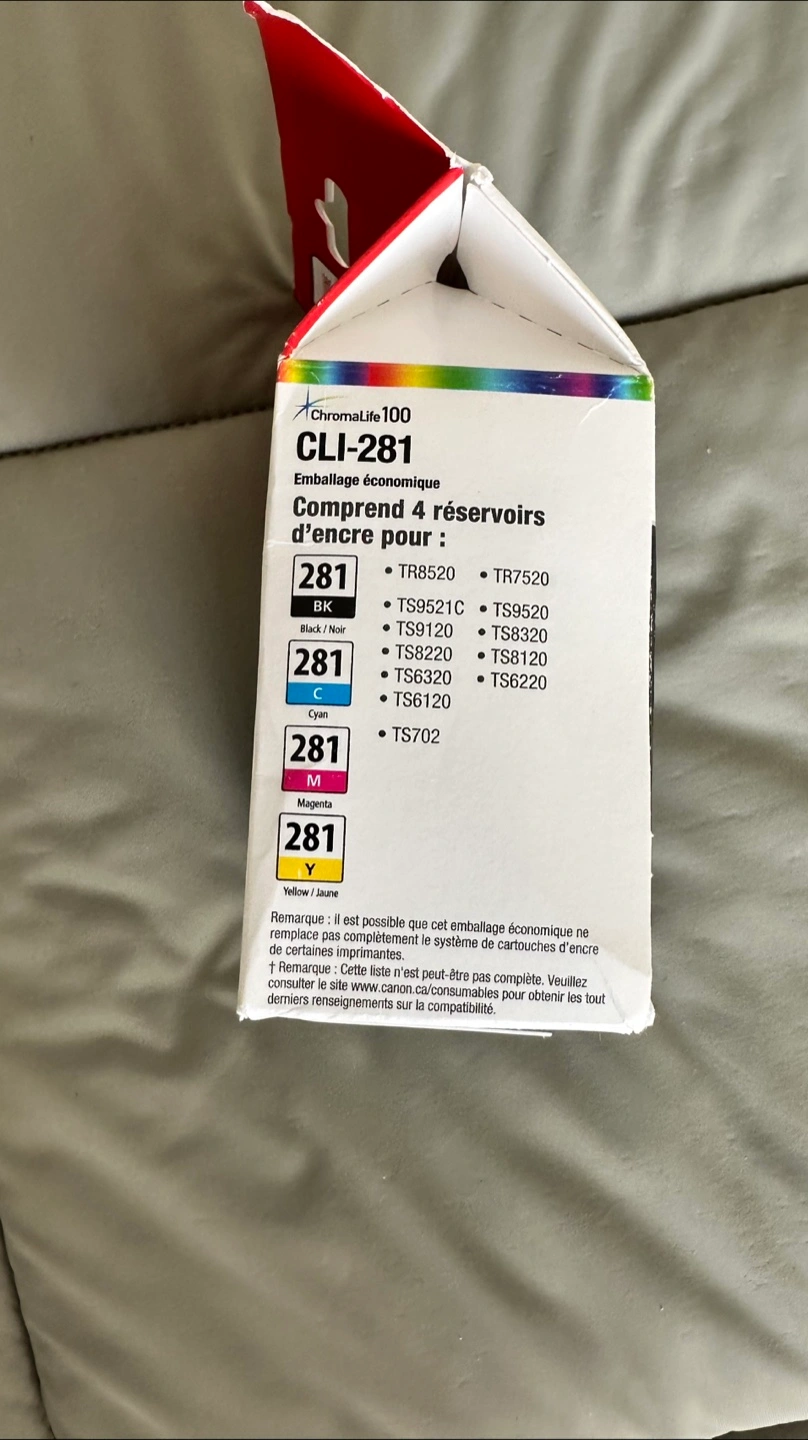 ChromaLife100
CLI-281
Emballage économique
Comprend 4 réservoirs
d'encre pour :
281
BK
Black / Noir
281
C
Cyan
281
M
Magenta
281
Y
Yellow / Jaune
• TR8520 • TR7520
• TS9521C • TS9520
• TS9120 • TS8320
• TS8220 • TS8120
• TS6320 • TS6220
• TS6120
• TS702
Remarque : il est possible que cet emballage économique ne
remplace pas complètement le système de cartouches d'encre
de certaines imprimantes.
† Remarque : Cette liste n'est peut-être pas complète. Veuillez
consulter le site www.canon.ca/consumables pour obtenir les tout
derniers renseignements sur la compatibilité.